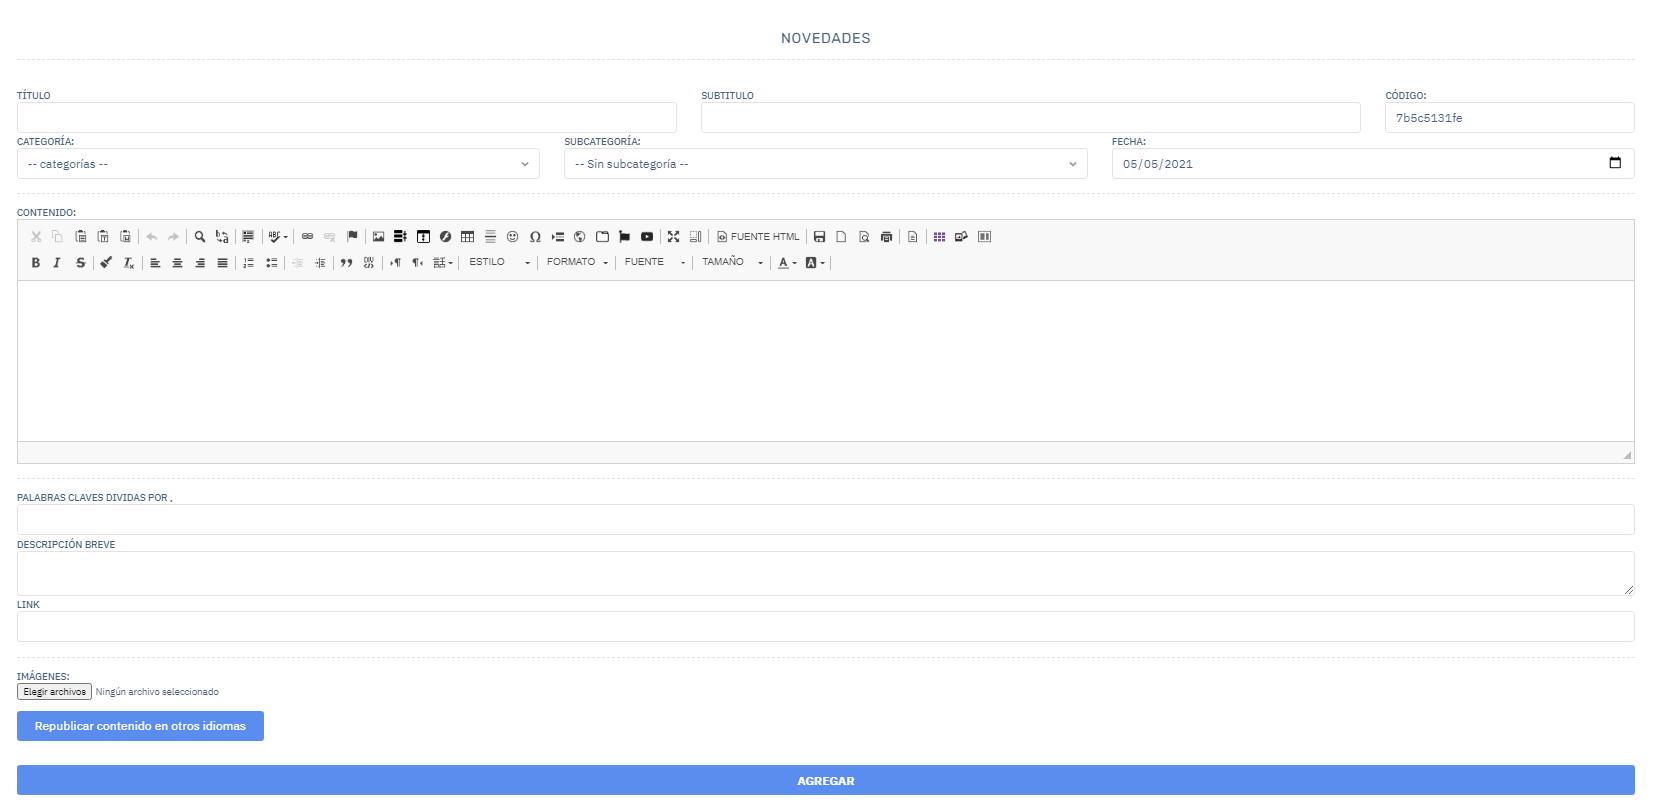 NOVEDADES
TÍTULO SUBTITULO CÓDIGO:
7b5c5131fe
CATEGORÍA: SUBCATEGORÍA: FECHA:
-- categorías -- -- Sin subcategoría -- 05/05/2021
CONTENIDO:
FUENTE HTML
ESTILO FORMATO FUENTE TAMAÑO
PALABRAS CLAVES DIVIDAS POR ,
DESCRIPCIÓN BREVE
LINK
IMÁGENES:
Elegir archivos Ningún archivo seleccionado
Republicar contenido en otros idiomas
AGREGAR